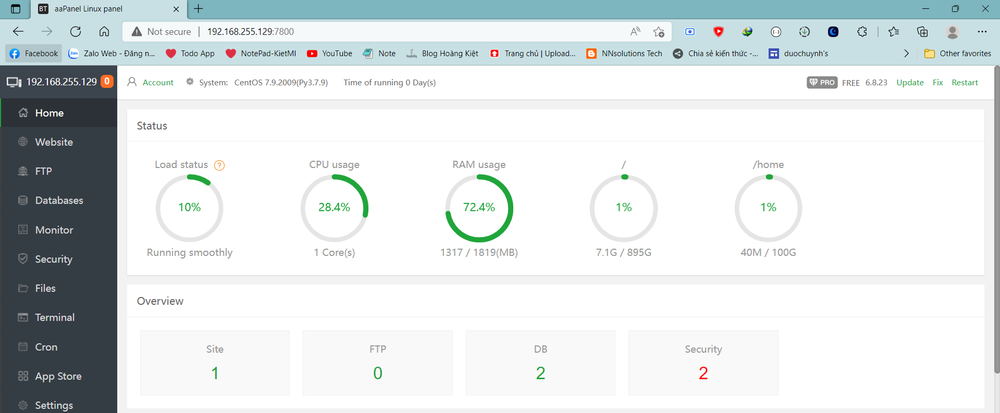 BT aaPanel Linux panel
Not secure | 192.168.255.129:7800
Facebook Zalo Web - Đăng n... Todo App NotePad-KietMI YouTube Note Blog Hoàng Kiệt Trang chủ | Upload... NNsolutions Tech Chia sẻ kiến thức -... duochuynh's Other favorites
192.168.255.129 0
Account System: CentOS 7.9.2009(Py3.7.9) Time of running 0 Day(s) PRO FREE 6.8.23 Update Fix Restart
Home
Website
FTP
Databases
Monitor
Security
Files
Terminal
Cron
App Store
Settings
Status
Load status ? CPU usage RAM usage / /home
10% 28.4% 72.4% 1% 1%
Running smoothly 1 Core(s) 1317 / 1819(MB) 7.1G / 895G 40M / 100G
Overview
Site FTP DB Security
1 0 2 2